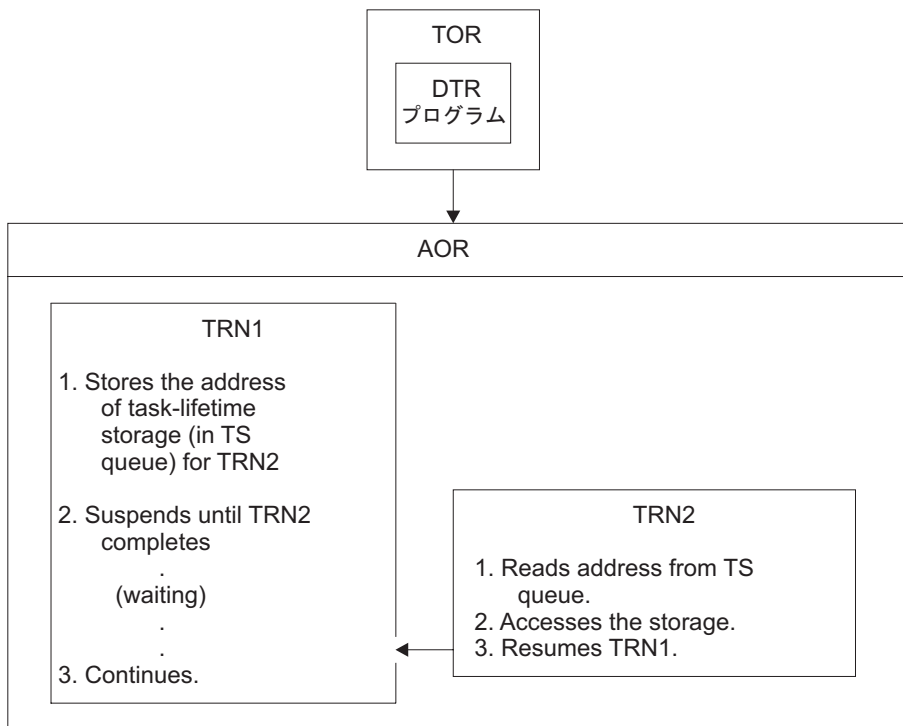 TOR
DTR
プログラム
AOR
TRN1
1. Stores the address
of task-lifetime
storage (in TS
queue) for TRN2
2. Suspends until TRN2
completes
.
(waiting)
.
.
3. Continues.
TRN2
1. Reads address from TS
queue.
2. Accesses the storage.
3. Resumes TRN1.